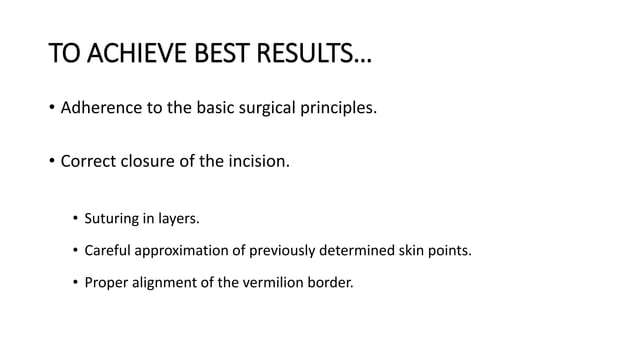 TO ACHIEVE BEST RESULTS...
• Adherence to the basic surgical principles.
• Correct closure of the incision.
• Suturing in layers.
• Careful approximation of previously determined skin points.
• Proper alignment of the vermilion border.